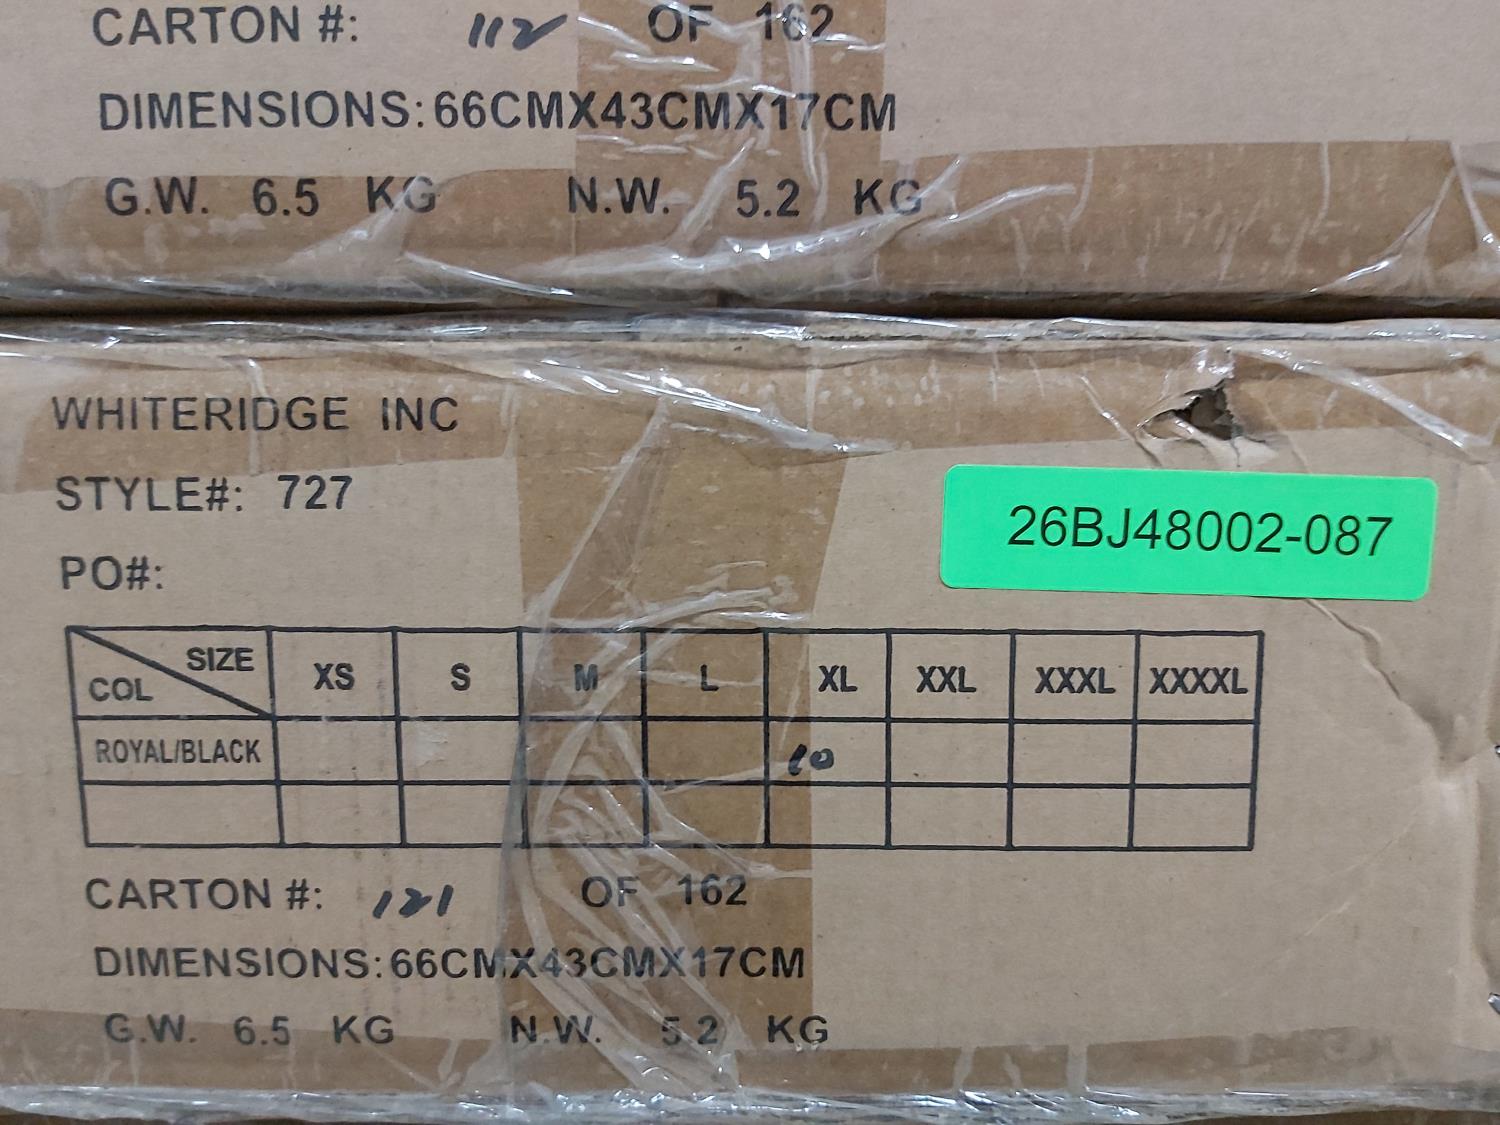 CARTON #: 112 OF 162
DIMENSIONS: 66CMX43CMX17CM
G.W. 6.5 KG N.W. 5.2 KG
WHITERIDGE INC
STYLE#: 727
26BJ48002-087
PO#:
SIZE
COL XS S M L XL XXL XXXL XXXXL
ROYAL/BLACK 10
CARTON #: 121 OF 162
DIMENSIONS: 66CMX43CMX17CM
G.W. 6.5 KG N.W. 5.2 KG